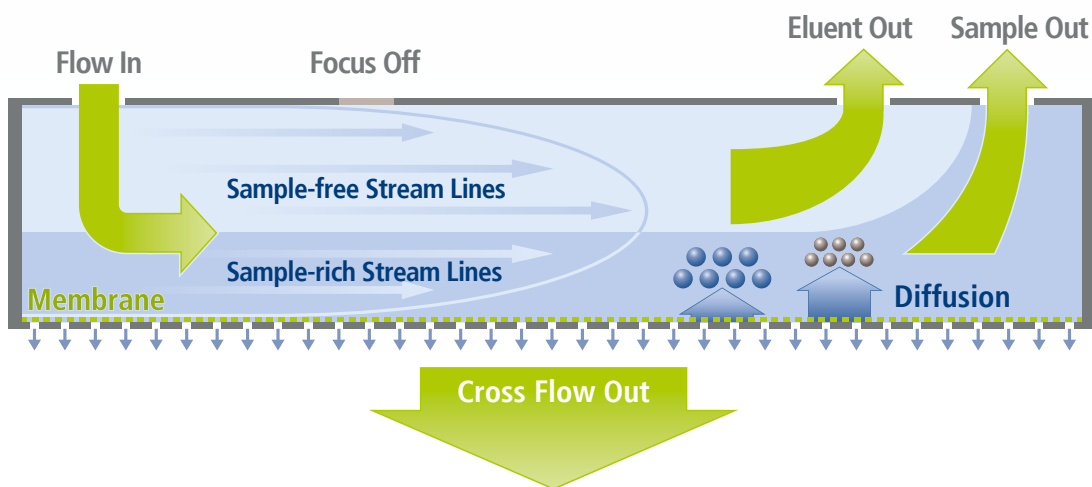 Eluent Out
Sample Out
Flow In
Focus Off
Sample-free Stream Lines
Sample-rich Stream Lines
Membrane
Diffusion
Cross Flow Out